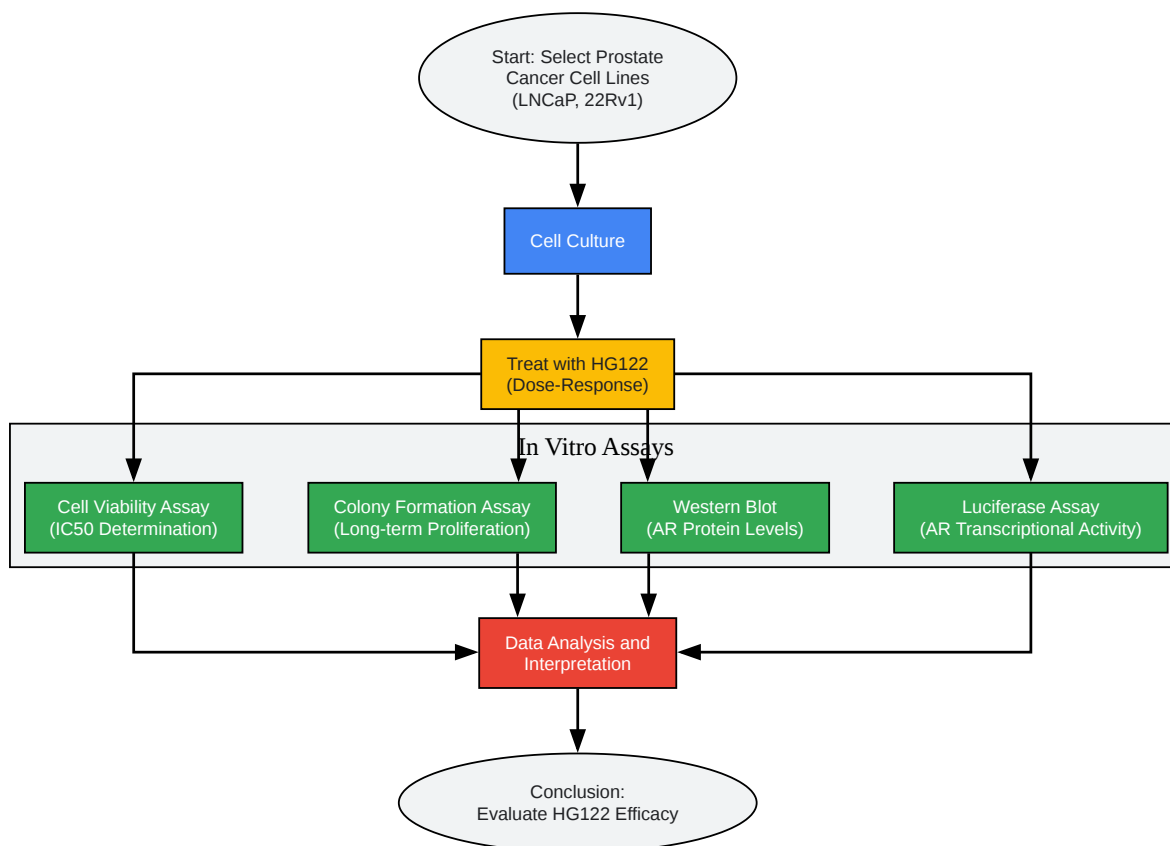 Start: Select Prostate
Cancer Cell Lines
(LNCaP, 22Rv1)
Cell Culture
Treat with HG122
(Dose-Response)
In Vitro Assays
Cell Viability Assay
(IC50 Determination)
Colony Formation Assay
(Long-term Proliferation)
Western Blot
(AR Protein Levels)
Luciferase Assay
(AR Transcriptional Activity)
Data Analysis and
Interpretation
Conclusion:
Evaluate HG122 Efficacy